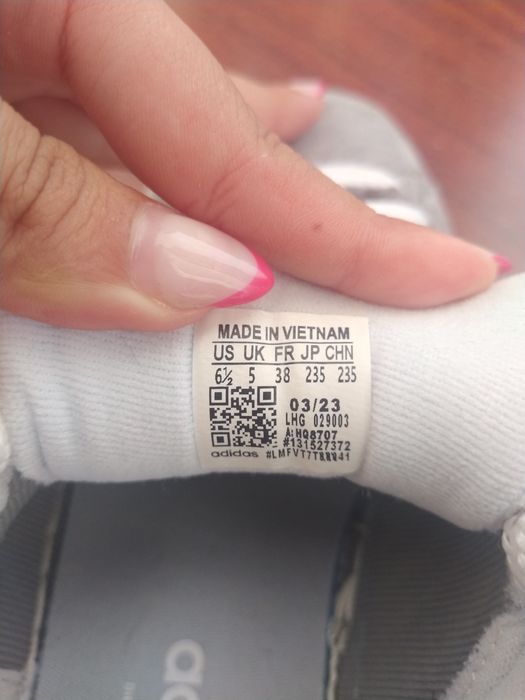 MADE IN VIETNAM
US UK FR JP CHN
6½ 5 38 235 235
03/23
LHG 029003
A:HQ8707
#131527372
adidas